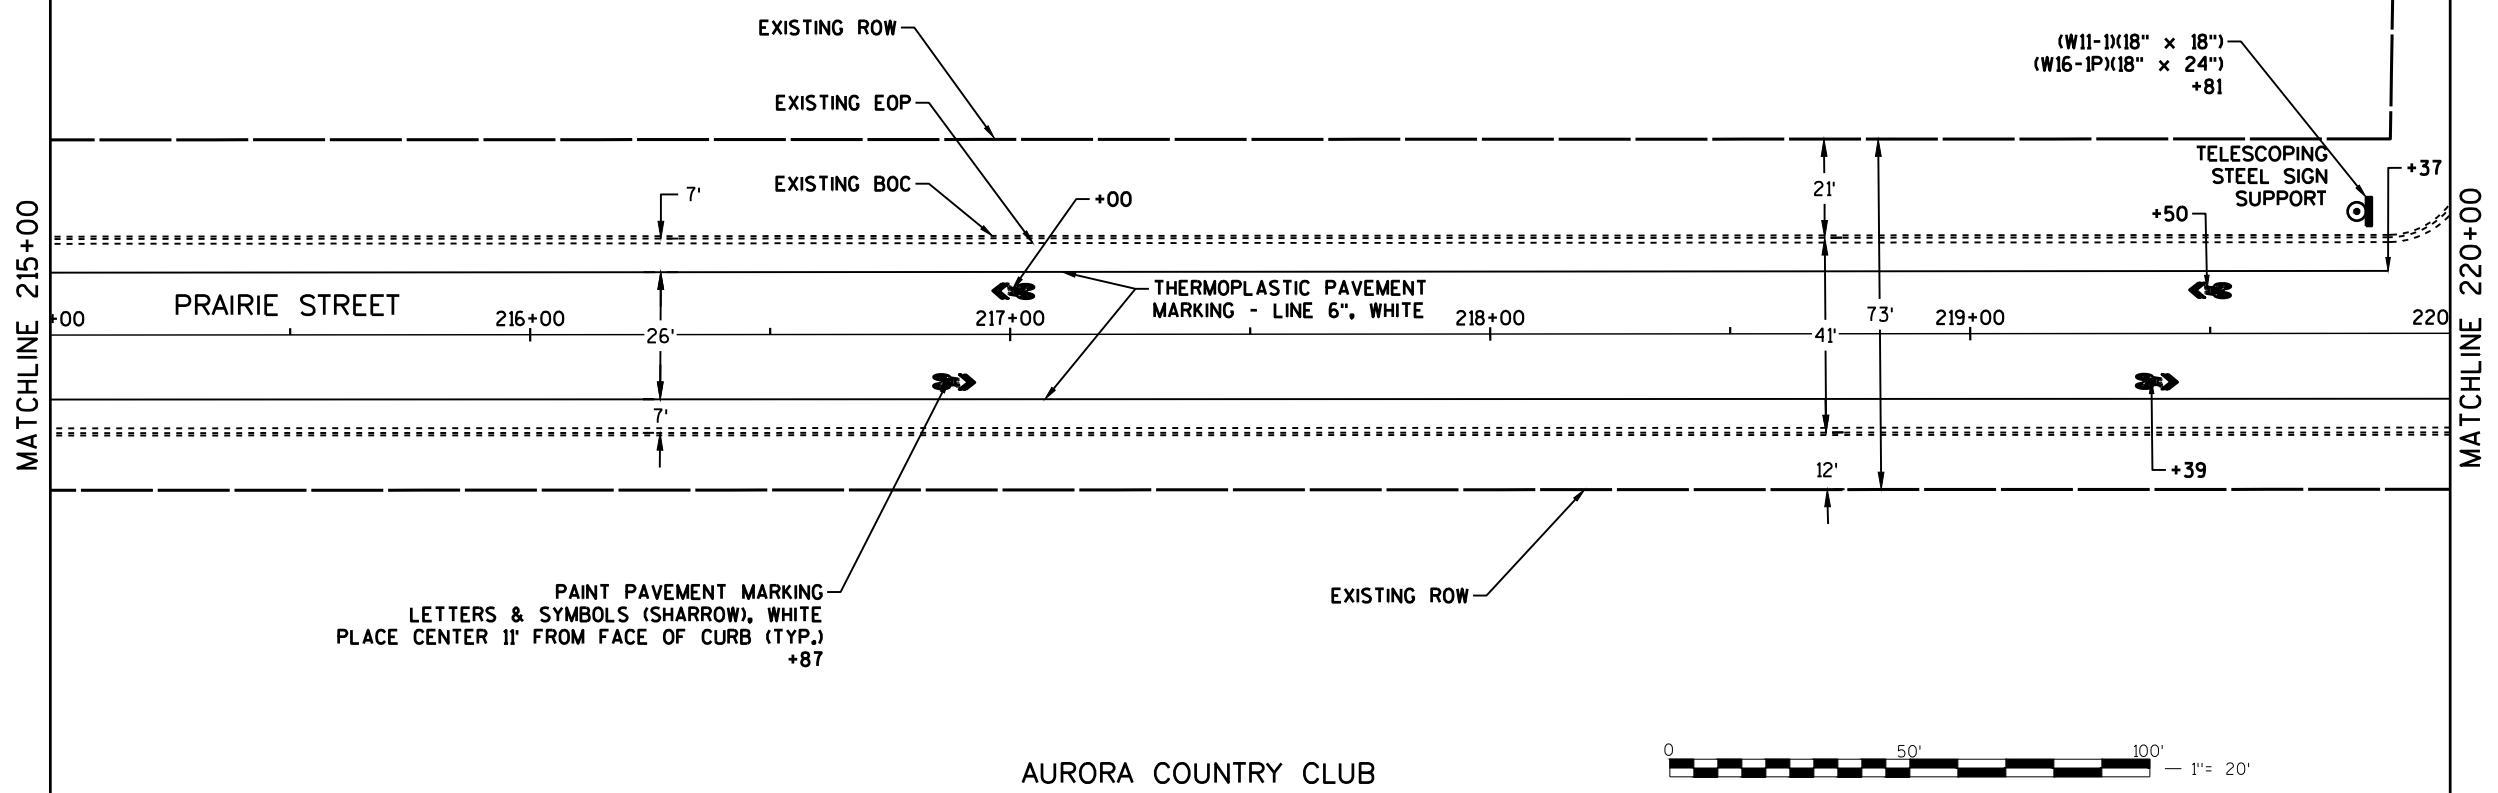 EXISTING ROW
(W11-1)(18" x 18")
(W16-1P)(18" x 24")
+81
EXISTING EOP
TELESCOPING
STEEL SIGN
SUPPORT
+37
EXISTING BOC
7'
+00
21'
+50
MATCHLINE 215+00
MATCHLINE 220+00
THERMOPLASTIC PAVEMENT
MARKING - LINE 6", WHITE
PRAIRIE STREET
+00
216+00
217+00
218+00
219+00
220
26'
41'
73'
7'
12'
+39
PAINT PAVEMENT MARKING
LETTERS & SYMBOLS (SHARROW), WHITE
PLACE CENTER 11' FROM FACE OF CURB (TYP.)
+87
EXISTING ROW
AURORA COUNTRY CLUB
0 50' 100'
1"= 20'